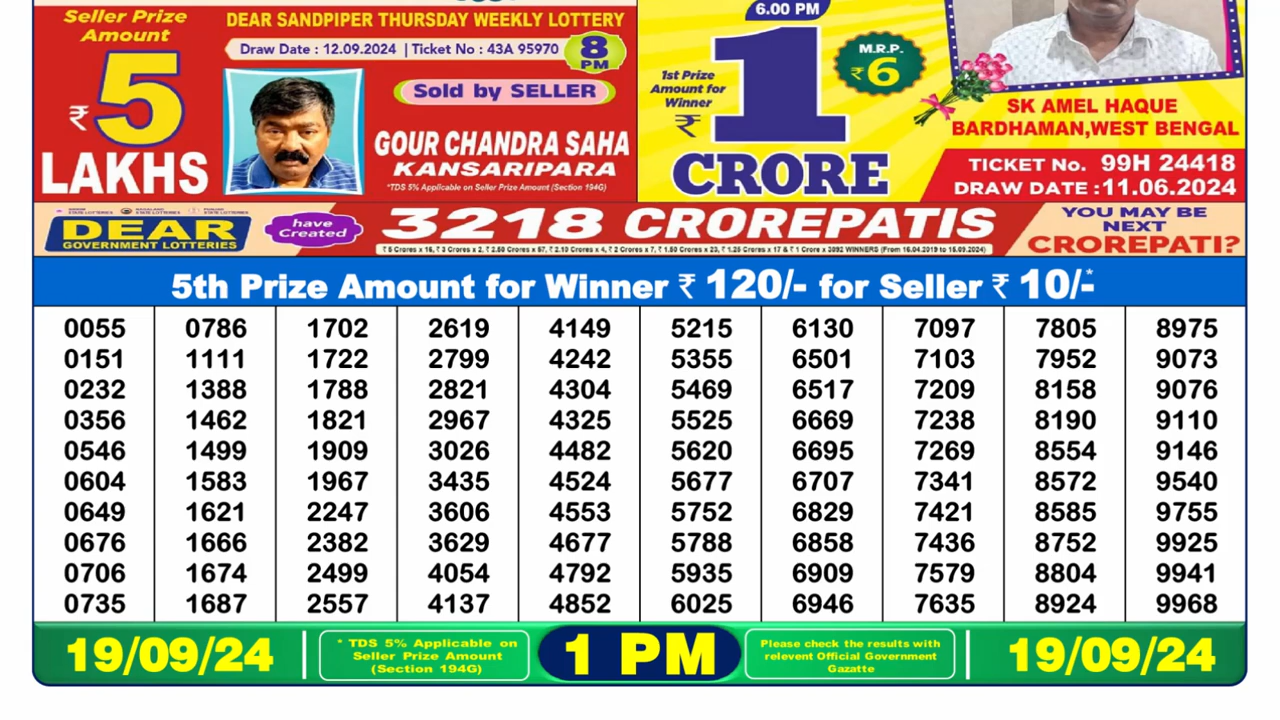 Seller Prize
Amount
₹ 5
LAKHS
DEAR SANDPIPER THURSDAY WEEKLY LOTTERY
Draw Date : 12.09.2024 | Ticket No : 43A 95970
8
PM
Sold by SELLER
GOUR CHANDRA SAHA
KANSARIPARA
*TDS 5% Applicable on Seller Prize Amount (Section 194G)
6.00 PM
1st Prize
Amount for
Winner
₹ 1
CRORE
M.R.P.
₹6
SK AMEL HAQUE
BARDHAMAN,WEST BENGAL
TICKET No. 99H 24418
DRAW DATE :11.06.2024
STATE LOTTERIES STATE LOTTERIES STATE LOTTERIES
DEAR
GOVERNMENT LOTTERIES
have
Created
3218 CROREPATIS
YOU MAY BE
NEXT
CROREPATI?
5th Prize Amount for Winner ₹ 120/- for Seller ₹ 10/-*
0055 0786 1702 2619 4149 5215 6130 7097 7805 8975
0151 1111 1722 2799 4242 5355 6501 7103 7952 9073
0232 1388 1788 2821 4304 5469 6517 7209 8158 9076
0356 1462 1821 2967 4325 5525 6669 7238 8190 9110
0546 1499 1909 3026 4482 5620 6695 7269 8554 9146
0604 1583 1967 3435 4524 5677 6707 7341 8572 9540
0649 1621 2247 3606 4553 5752 6829 7421 8585 9755
0676 1666 2382 3629 4677 5788 6858 7436 8752 9925
0706 1674 2499 4054 4792 5935 6909 7579 8804 9941
0735 1687 2557 4137 4852 6025 6946 7635 8924 9968
19/09/24
* TDS 5% Applicable on
Seller Prize Amount
(Section 194G)
1 PM
Please check the results with
relevent Official Government
Gazatte
19/09/24